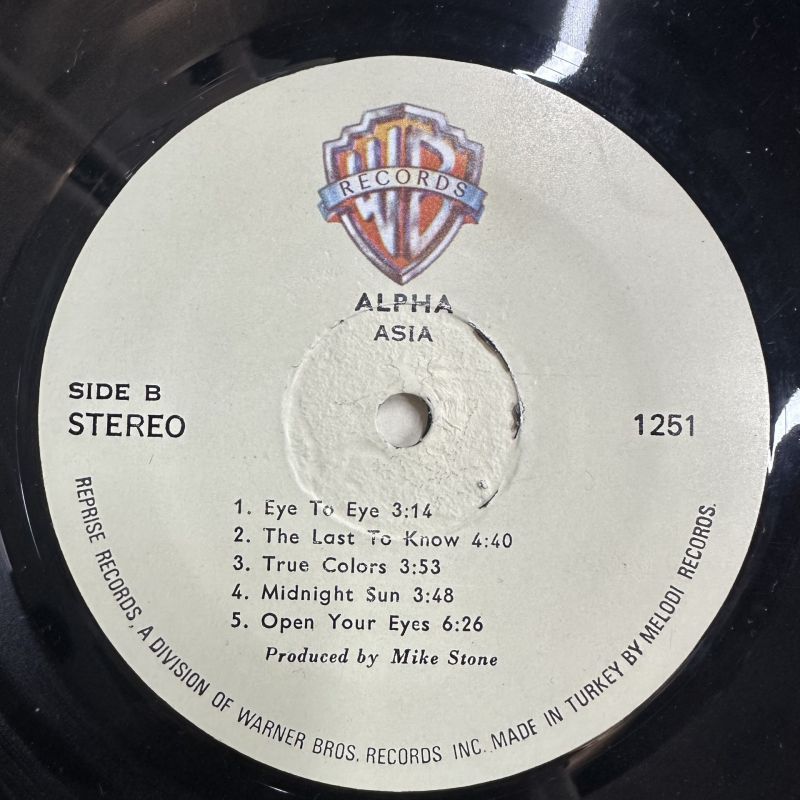 WB
RECORDS
ALPHA
ASIA
SIDE B
STEREO
1251
1. Eye To Eye 3:14
2. The Last To Know 4:40
3. True Colors 3:53
4. Midnight Sun 3:48
5. Open Your Eyes 6:26
Produced by Mike Stone
REPRISE RECORDS, A DIVISION OF WARNER BROS. RECORDS INC. MADE IN TURKEY BY MELODI RECORDS.